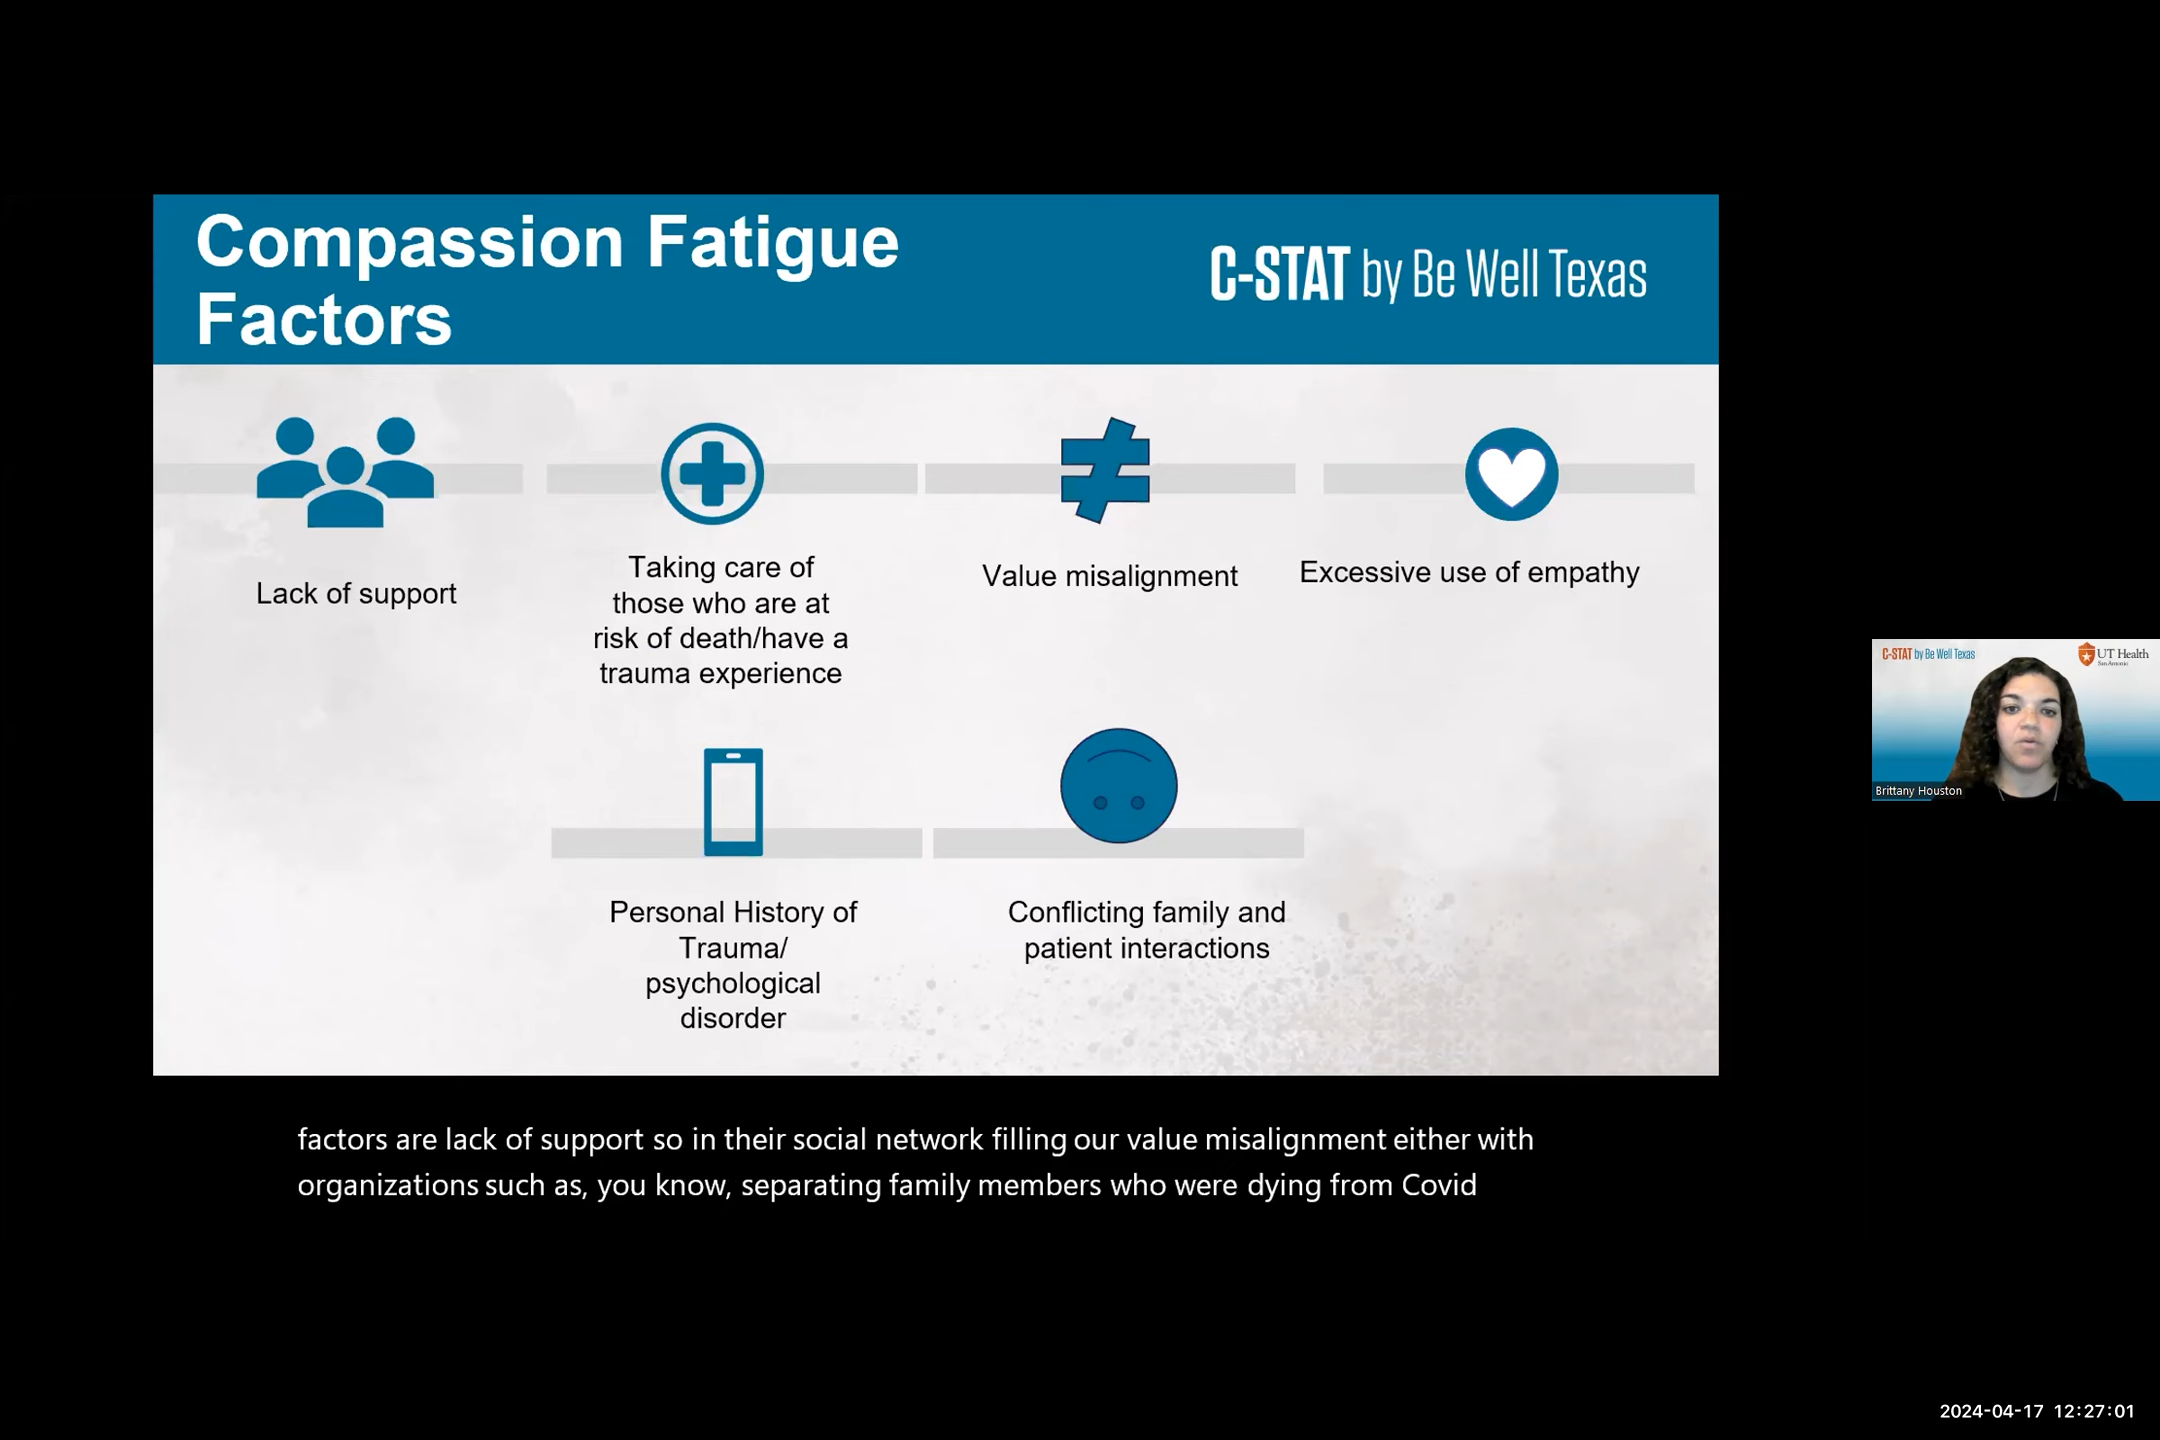 Compassion Fatigue
Factors
C-STAT by Be Well Texas
Lack of support
Taking care of
those who are at
risk of death/have a
trauma experience
Value misalignment
Excessive use of empathy
Personal History of
Trauma/
psychological
disorder
Conflicting family and
patient interactions
C-STAT by Be Well Texas
UT Health
San Antonio
Brittany Houston
factors are lack of support so in their social network filling our value misalignment either with
organizations such as, you know, separating family members who were dying from Covid
2024-04-17 12:27:01